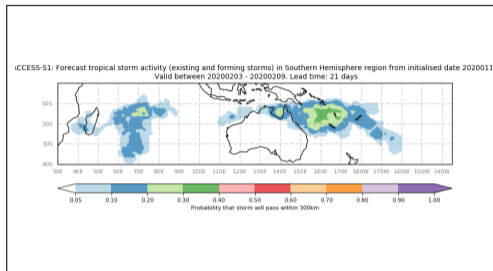 ACCESS-S1: Forecast tropical storm activity (existing and forming storms) in Southern Hemisphere region from initialised date 2020011
Valid between 20200203 - 20200209. Lead time: 21 days
10S
20S
30S
40S
30E 40E 50E 60E 70E 80E 90E 100E 110E 120E 130E 140E 150E 160E 170E 180E 170W 160W 150W 140W
0.05 0.10 0.20 0.30 0.40 0.50 0.60 0.70 0.80 0.90 1.00
Probability that storm will pass within 300km